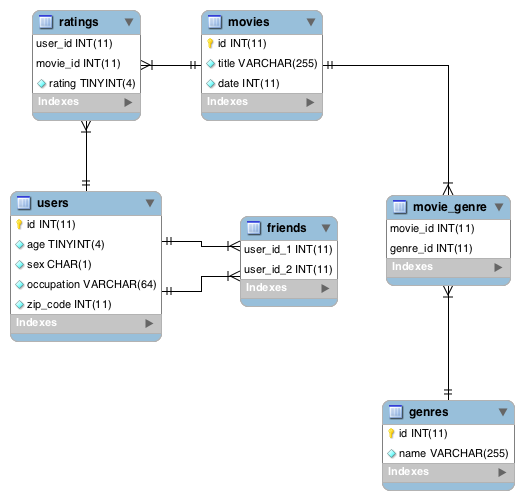 ratings
user_id INT(11)
movie_id INT(11)
rating TINYINT(4)
Indexes
movies
id INT(11)
title VARCHAR(255)
date INT(11)
Indexes
users
id INT(11)
age TINYINT(4)
sex CHAR(1)
occupation VARCHAR(64)
zip_code INT(11)
Indexes
friends
user_id_1 INT(11)
user_id_2 INT(11)
Indexes
movie_genre
movie_id INT(11)
genre_id INT(11)
Indexes
genres
id INT(11)
name VARCHAR(255)
Indexes